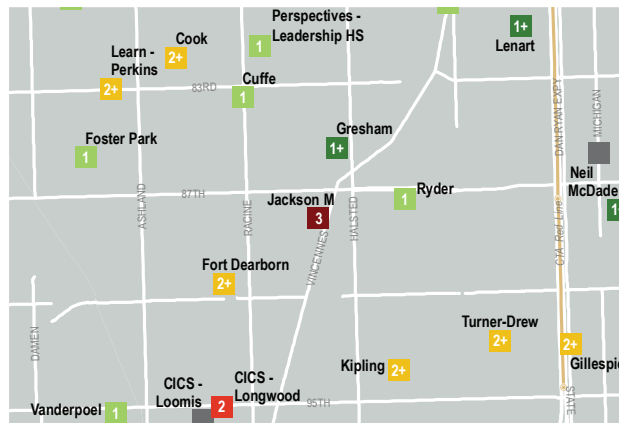 Perspectives -
Leadership HS
1
1+
Lenart
Cook
2+
Learn -
Perkins
2+
83RD
Cuffe
1
DAN RYAN EXPY
MICHIGAN
Foster Park
1
Gresham
1+
Neil
McDade
1+
87TH
Jackson M
3
Ryder
1
ASHLAND
RACINE
VINCENNES
HALSTED
CTA Red Line
Fort Dearborn
2+
DAMEN
Turner-Drew
2+
2+
Gillespie
Kipling
2+
CICS -
Loomis
CICS -
Longwood
2
95TH
STATE
Vanderpoel
1